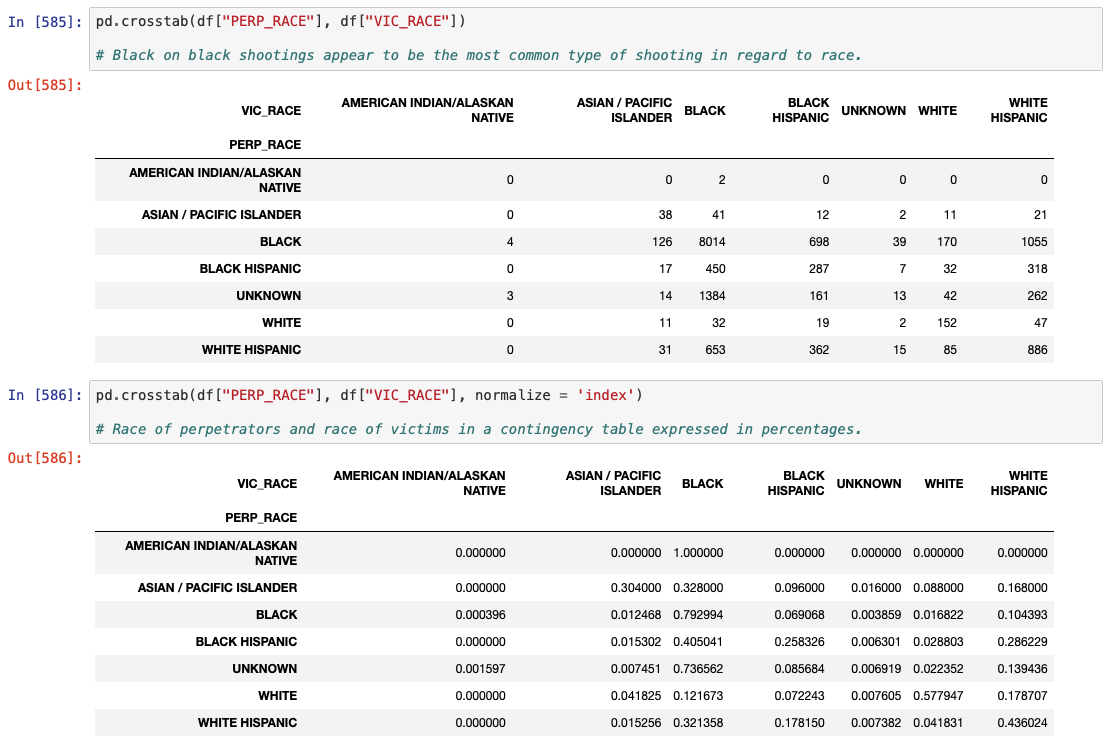 In [585]: pd.crosstab(df["PERP_RACE"], df["VIC_RACE"])
# Black on black shootings appear to be the most common type of shooting in regard to race.
Out[585]:
VIC_RACE AMERICAN INDIAN/ALASKAN NATIVE ASIAN / PACIFIC ISLANDER BLACK BLACK HISPANIC UNKNOWN WHITE WHITE HISPANIC
PERP_RACE
AMERICAN INDIAN/ALASKAN NATIVE 0 0 2 0 0 0 0
ASIAN / PACIFIC ISLANDER 0 38 41 12 2 11 21
BLACK 4 126 8014 698 39 170 1055
BLACK HISPANIC 0 17 450 287 7 32 318
UNKNOWN 3 14 1384 161 13 42 262
WHITE 0 11 32 19 2 152 47
WHITE HISPANIC 0 31 653 362 15 85 886
In [586]: pd.crosstab(df["PERP_RACE"], df["VIC_RACE"], normalize = 'index')
# Race of perpetrators and race of victims in a contingency table expressed in percentages.
Out[586]:
VIC_RACE AMERICAN INDIAN/ALASKAN NATIVE ASIAN / PACIFIC ISLANDER BLACK BLACK HISPANIC UNKNOWN WHITE WHITE HISPANIC
PERP_RACE
AMERICAN INDIAN/ALASKAN NATIVE 0.000000 0.000000 1.000000 0.000000 0.000000 0.000000 0.000000
ASIAN / PACIFIC ISLANDER 0.000000 0.304000 0.328000 0.096000 0.016000 0.088000 0.168000
BLACK 0.000396 0.012468 0.792994 0.069068 0.003859 0.016822 0.104393
BLACK HISPANIC 0.000000 0.015302 0.405041 0.258326 0.006301 0.028803 0.286229
UNKNOWN 0.001597 0.007451 0.736562 0.085684 0.006919 0.022352 0.139436
WHITE 0.000000 0.041825 0.121673 0.072243 0.007605 0.577947 0.178707
WHITE HISPANIC 0.000000 0.015256 0.321358 0.178150 0.007382 0.041831 0.436024